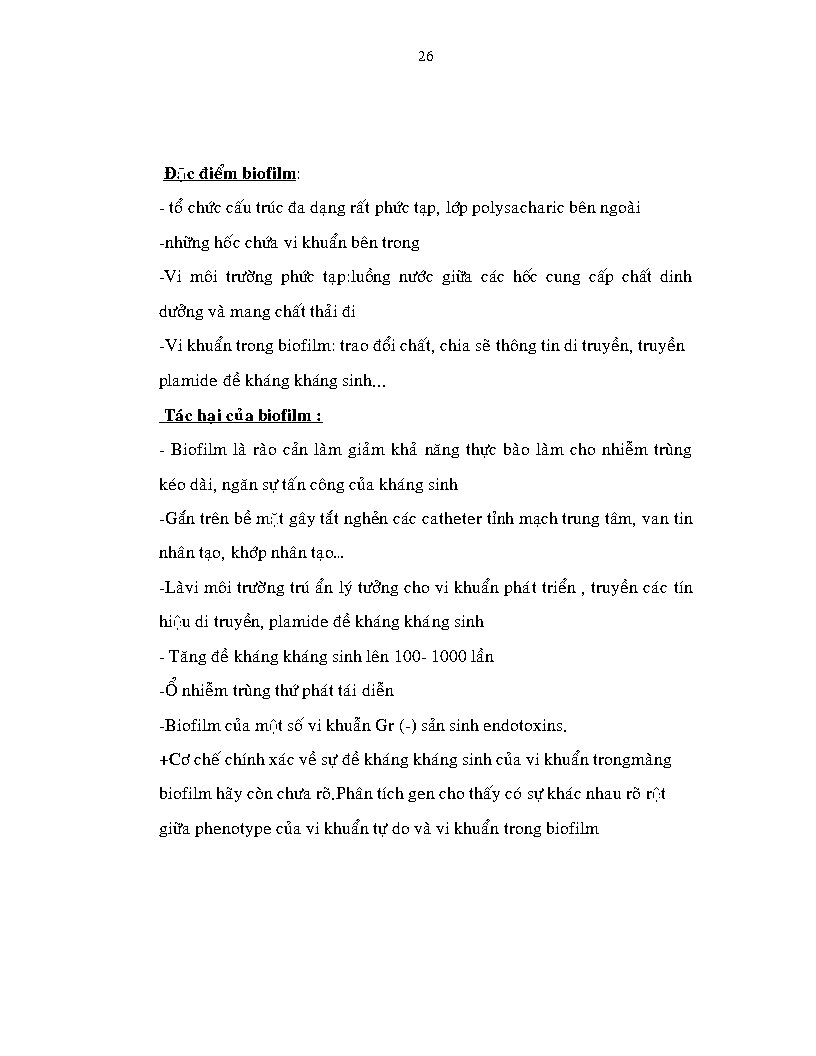 26
Đặc điểm biofilm:
- tổ chức cấu trúc đa dạng rất phức tạp, lớp polysacharic bên ngoài
-những hốc chứa vi khuẩn bên trong
-Vi môi trường phức tạp:luồng nước giữa các hốc cung cấp chất dinh
dưỡng và mang chất thải đi
-Vi khuẩn trong biofilm: trao đổi chất, chia sẽ thông tin di truyền, truyền
plamide đề kháng kháng sinh...
Tác hại của biofilm :
- Biofilm là rào cản làm giảm khả năng thực bào làm cho nhiễm trùng
kéo dài, ngăn sự tấn công của kháng sinh
-Gắn trên bề mặt gây tắt nghẻn các catheter tỉnh mạch trung tâm, van tin
nhân tạo, khớp nhân tạo...
-Làvi môi trường trú ẩn lý tưởng cho vi khuẩn phát triển , truyền các tín
hiệu di truyền, plamide đề kháng kháng sinh
- Tăng đề kháng kháng sinh lên 100- 1000 lần
-Ổ nhiễm trùng thứ phát tái diễn
-Biofilm của một số vi khuẫn Gr (-) sản sinh endotoxins.
+Cơ chế chính xác về sự đề kháng kháng sinh của vi khuẩn trongmàng
biofilm hãy còn chưa rõ.Phân tích gen cho thấy có sự khác nhau rõ rệt
giữa phenotype của vi khuẩn tự do và vi khuẩn trong biofilm